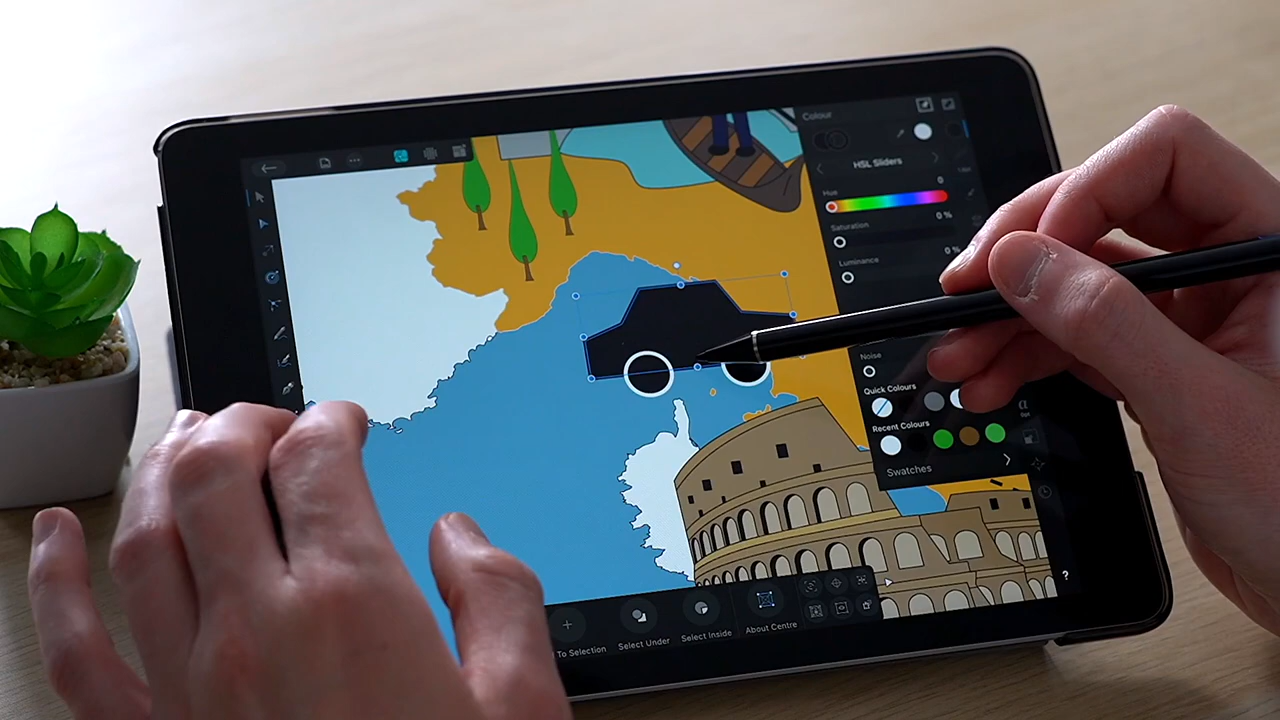 Colour
HSL Sliders
Hue
0
Saturation
0 %
Luminance
0 %
Noise
Quick Colours
Recent Colours
Swatches
To Selection
Select Under
Select Inside
About Centre
?